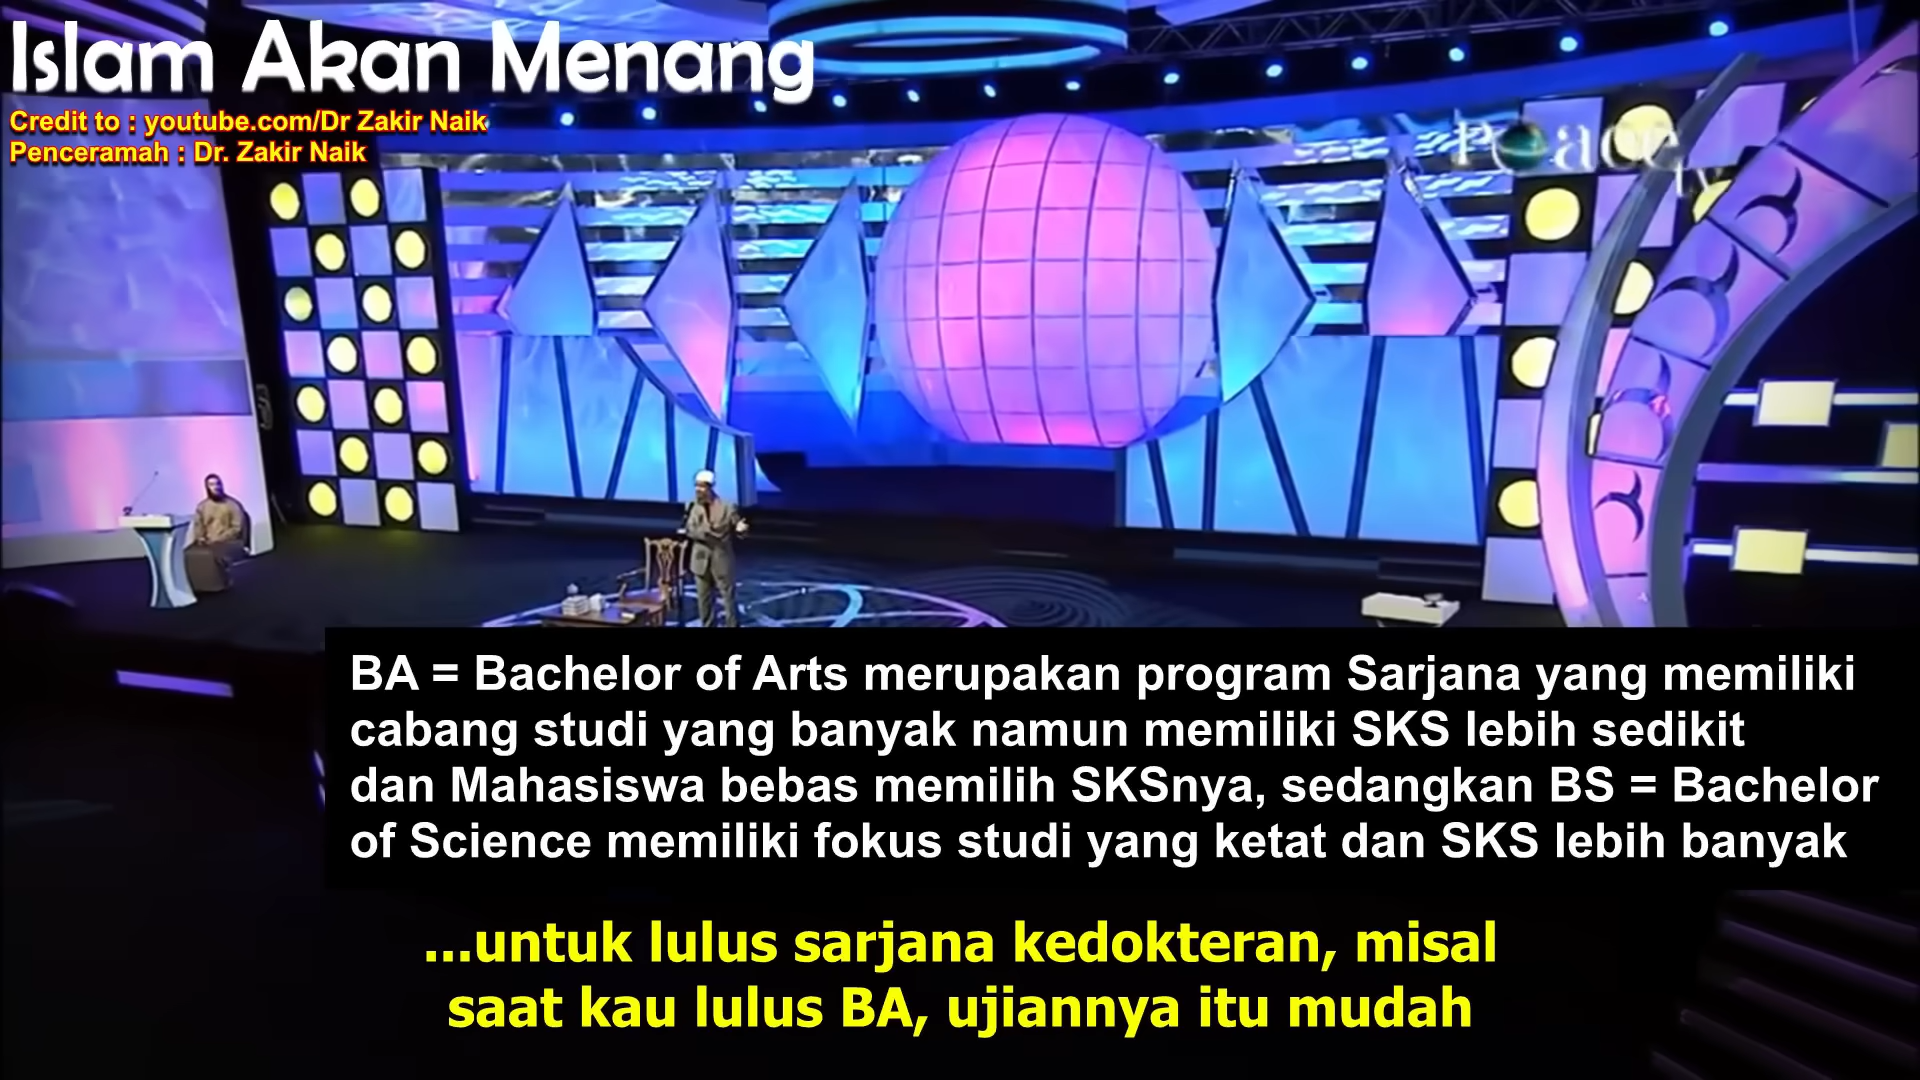 Islam Akan Menang
Credit to : youtube.com/Dr Zakir Naik
Penceramah : Dr. Zakir Naik
Peace
TV
BA = Bachelor of Arts merupakan program Sarjana yang memiliki
cabang studi yang banyak namun memiliki SKS lebih sedikit
dan Mahasiswa bebas memilih SKSnya, sedangkan BS = Bachelor
of Science memiliki fokus studi yang ketat dan SKS lebih banyak
...untuk lulus sarjana kedokteran, misal
saat kau lulus BA, ujiannya itu mudah